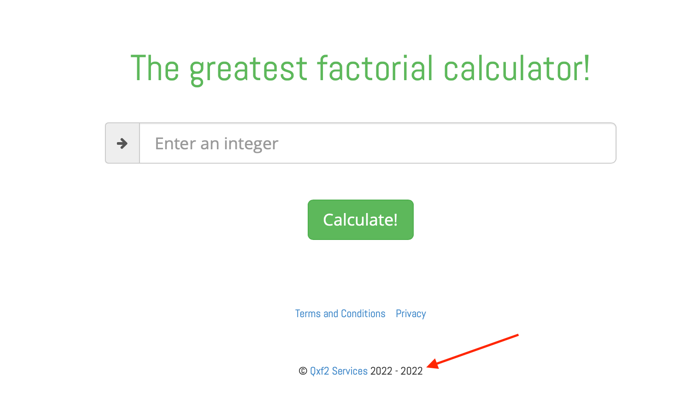 The greatest factorial calculator!
Enter an integer
Calculate!
Terms and Conditions Privacy
© Qxf2 Services 2022 - 2022